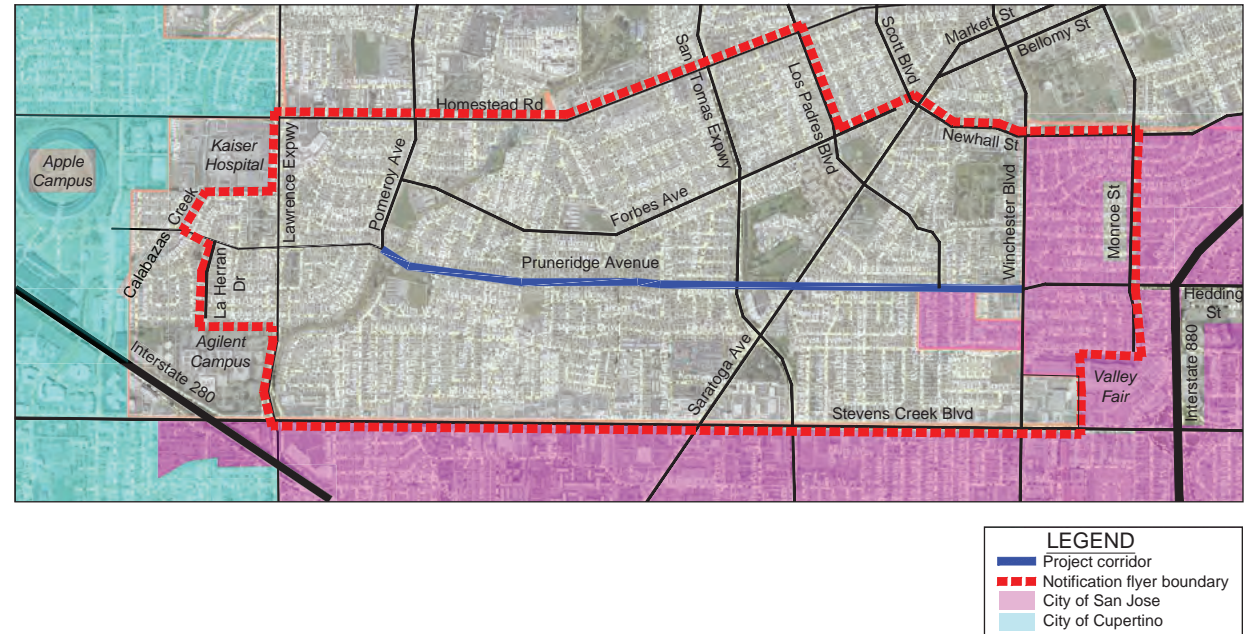 Market St
Bellomy St
Scott Blvd
San Tomas Expwy
Los Padres Blvd
Homestead Rd
Newhall St
Kaiser
Hospital
Apple
Campus
Lawrence Expwy
Pomeroy Ave
Calabazas Creek
Forbes Ave
Winchester Blvd
Monroe St
Pruneridge Avenue
La Herran
Dr
Hedding
St
Agilent
Campus
Interstate 280
Saratoga Ave
Valley
Fair
Interstate 880
Stevens Creek Blvd
LEGEND
Project corridor
Notification flyer boundary
City of San Jose
City of Cupertino